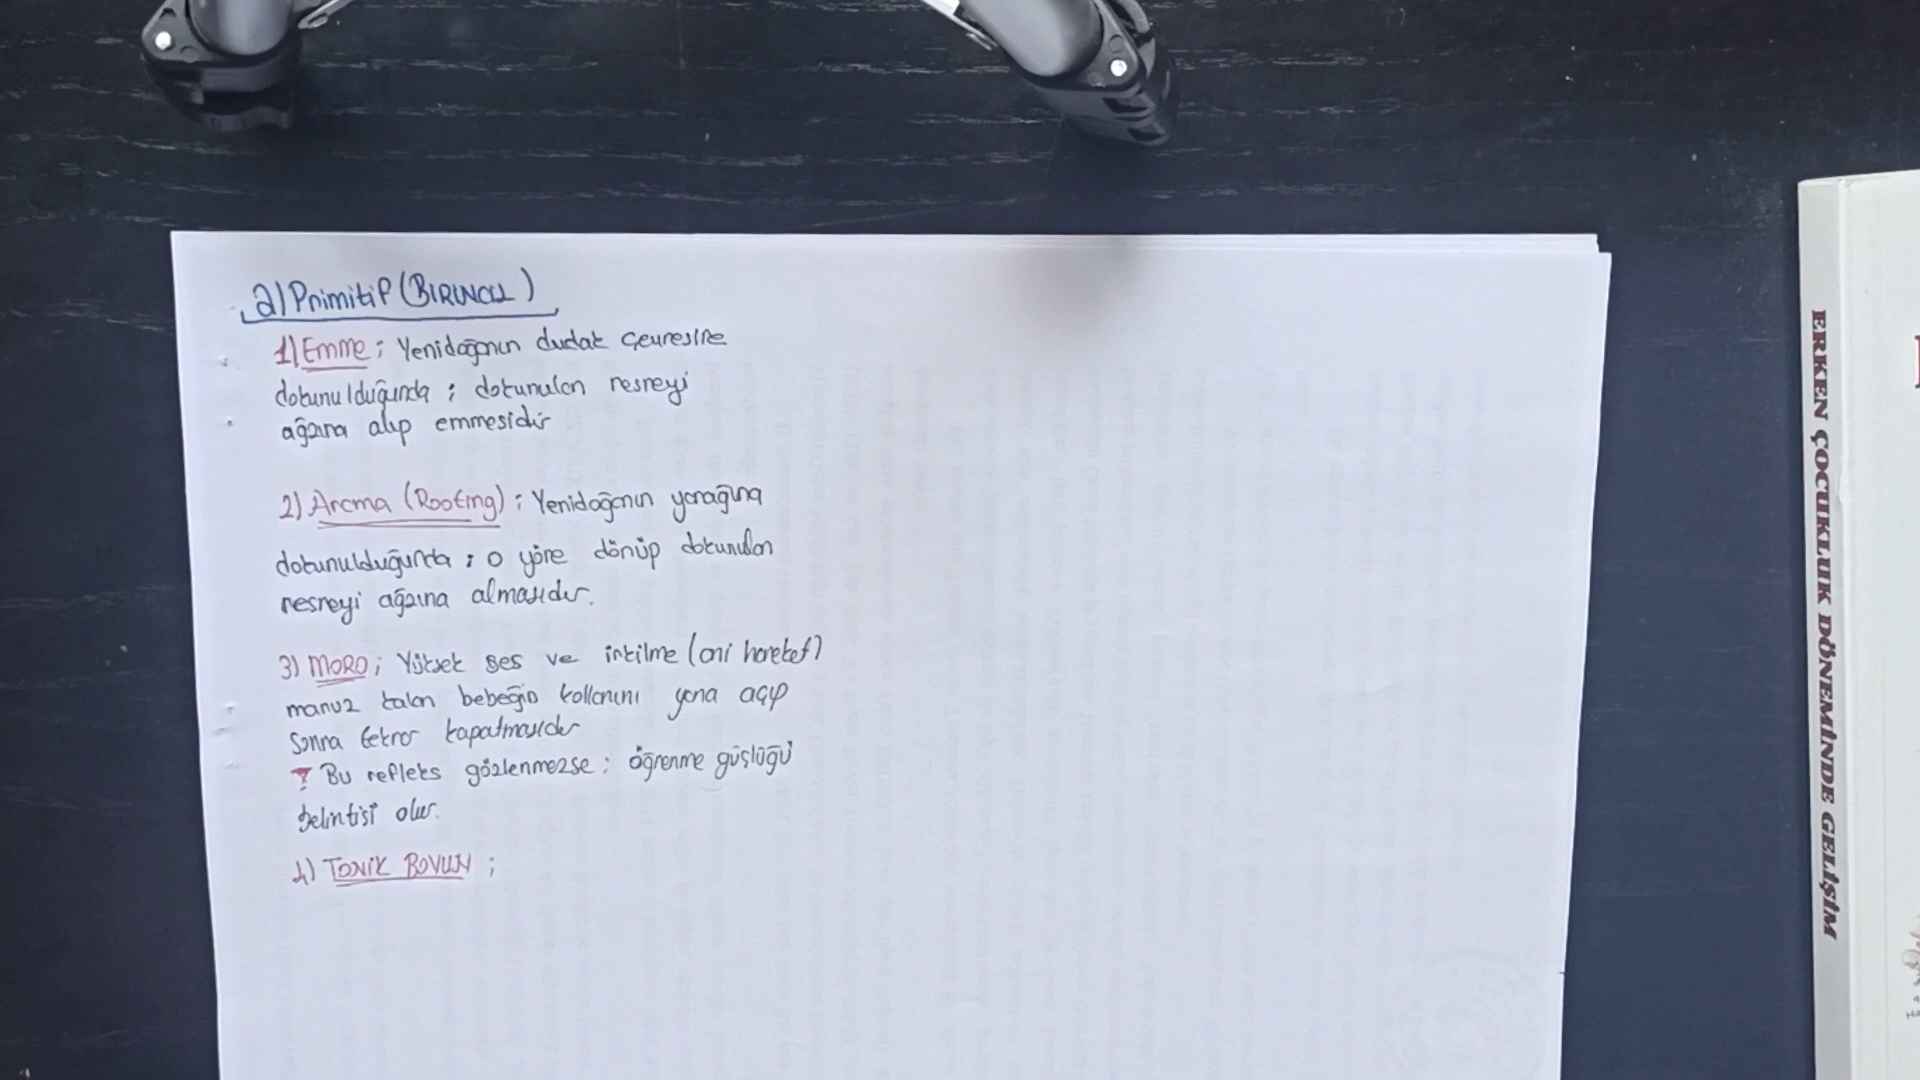 a) Primitif (BİRİNCİL)
1) Emme ; Yenidoğanın dudak çevresine
dokunulduğunda ; dokunulan nesneyi
ağzına alıp emmesidir
2) Arama (Rooting) ; Yenidoğanın yanağına
dokunulduğunda ; o yöne dönüp dokunulan
nesneyi ağzına almasıdır.
3) MORO ; Yüksek ses ve irkilme (ani hareket)
maruz kalan bebeğin kollarını yana açıp
Sonra tekrar kapatmasıdır
! Bu refleks gözlenmezse ; öğrenme güçlüğü
belirtisi olur.
4) TONİK BOYUN ;
ERKEN ÇOCUKLUK DÖNEMİNDE GELİŞİM